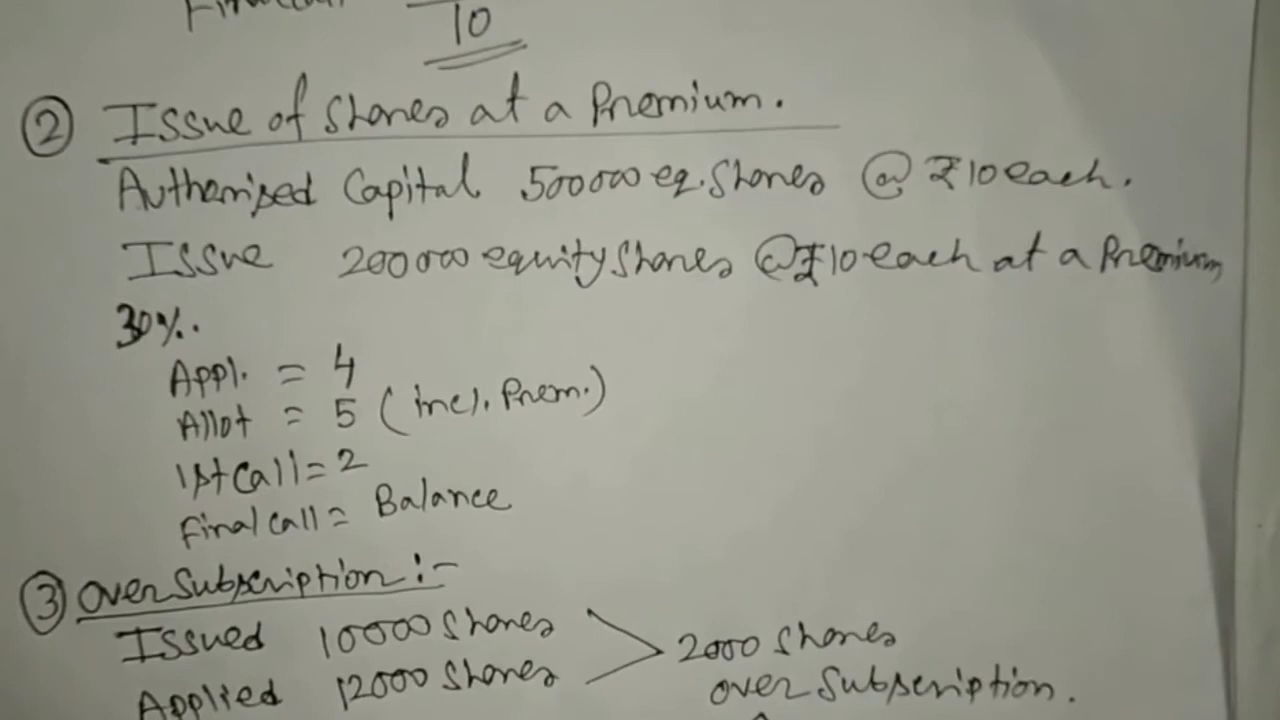 10
② Issue of Shares at a Premium.
Authorised Capital 500000 eq. Shares @ ₹10 each.
Issue 200000 equity Shares @ ₹10 each at a Premium
30%.
Appl. = 4
Allot = 5 (incl. Prem.)
1st Call = 2
Final call = Balance
③ Over Subscription :-
Issued 10000 Shares
2000 Shares
Applied 12000 Shares
over Subscription.